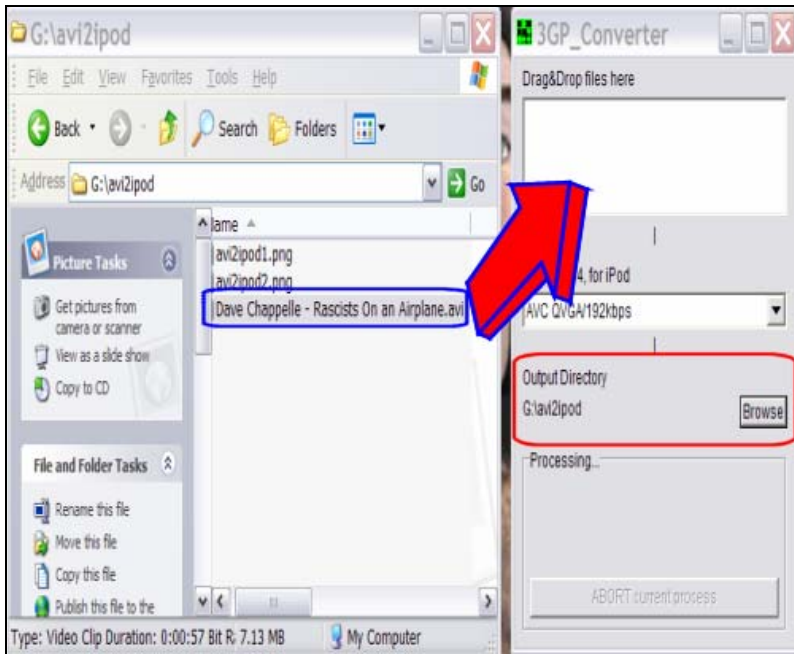 G:\avi2ipod
File Edit View Favorites Tools Help
Back Search Folders
Address G:\avi2ipod Go
Picture Tasks
Get pictures from
camera or scanner
View as a slide show
Copy to CD
File and Folder Tasks
Rename this file
Move this file
Copy this file
Publish this file to the
lame
avi2ipod1.png
avi2ipod2.png
Dave Chappelle - Rascists On an Airplane.avi
Type: Video Clip Duration: 0:00:57 Bit R: 7.13 MB My Computer
3GP_Converter
Drag&Drop files here
4, for iPod
AVC QVGA/192kbps
Output Directory
G:\avi2ipod
Browse
Processing...
ABORT current process